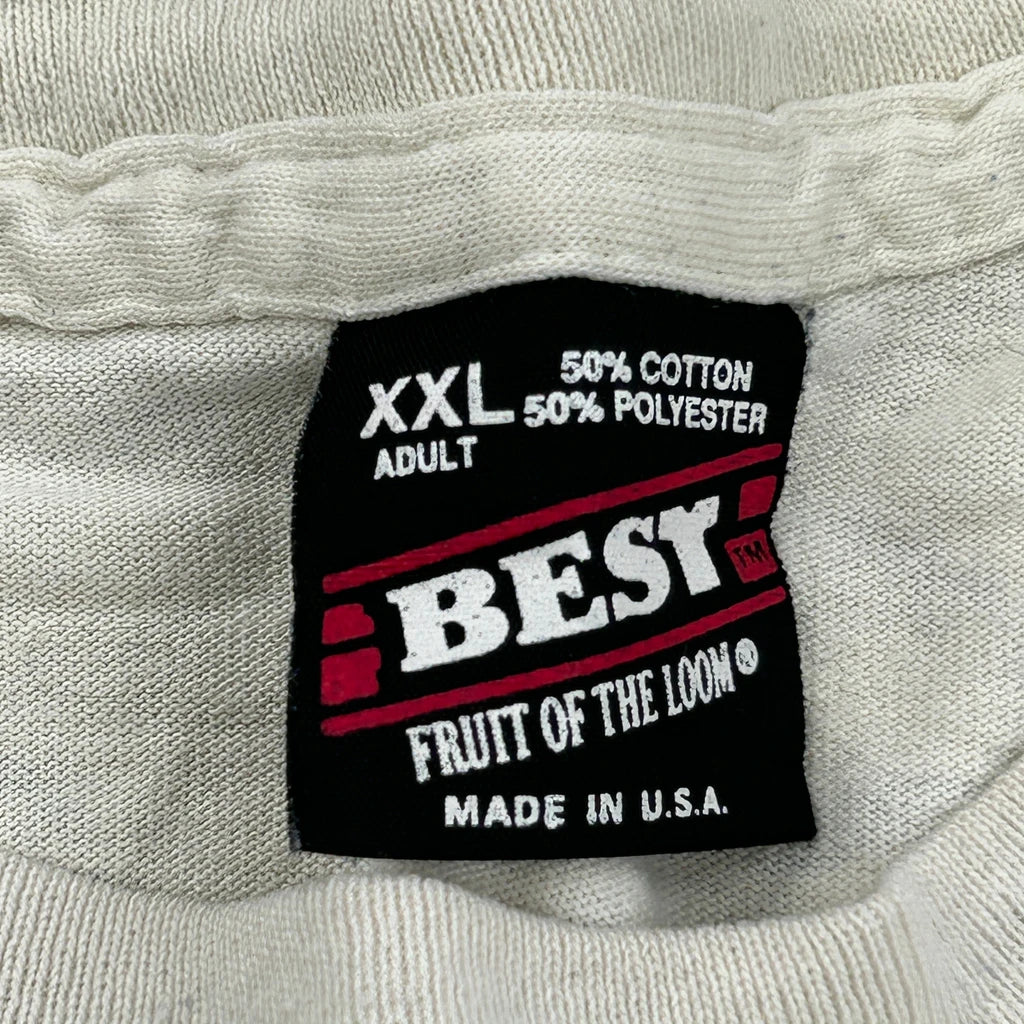 XXL
ADULT
50% COTTON
50% POLYESTER
BEST TM
FRUIT OF THE LOOM®
MADE IN U.S.A.